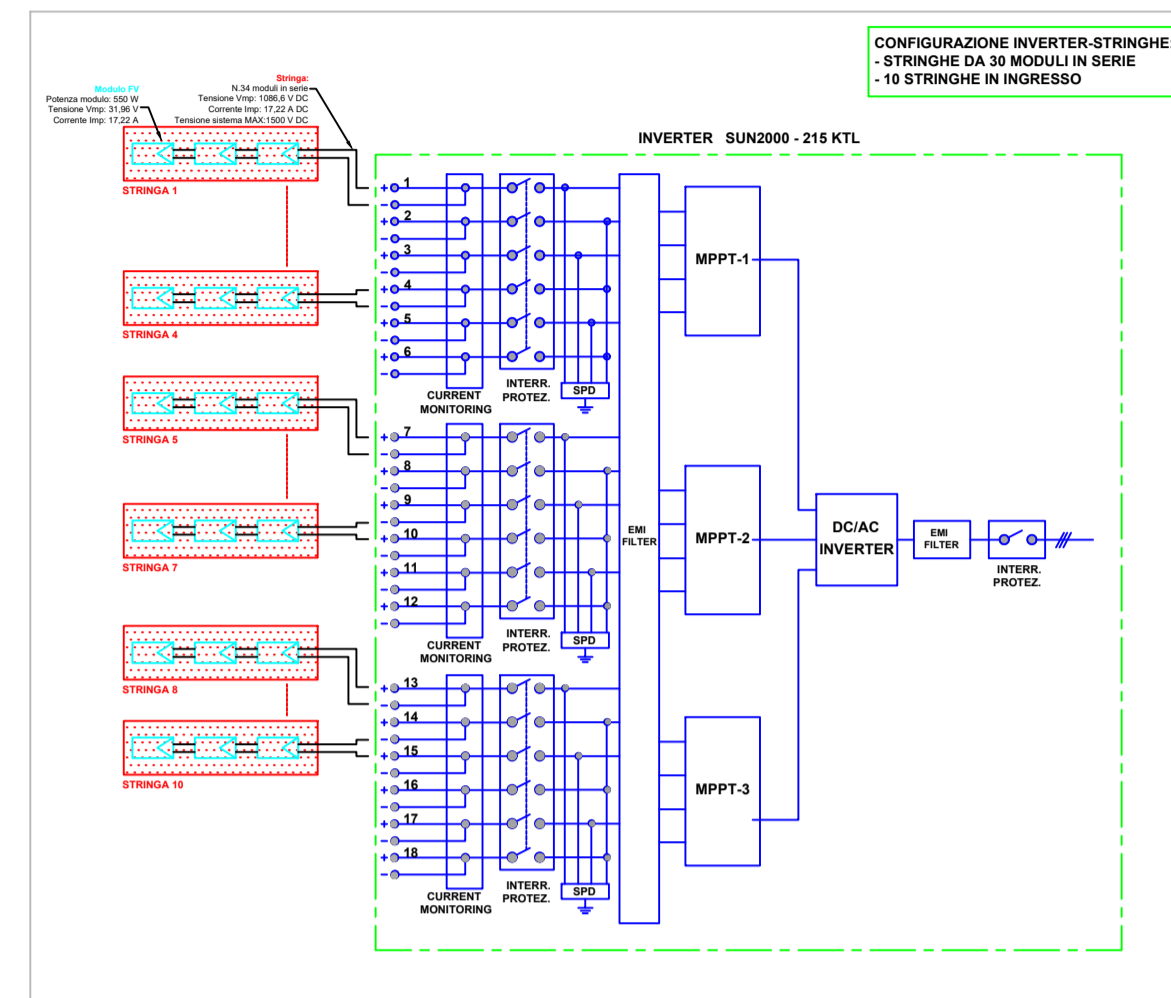 CONFIGURAZIONE INVERTER-STRINGHE:
- STRINGHE DA 30 MODULI IN SERIE
- 10 STRINGHE IN INGRESSO
Modulo FV
Potenza modulo: 550 W
Tensione Vmp: 31,96 V
Corrente Imp: 17,22 A
Stringa:
N.34 moduli in serie
Tensione Vmp: 1086,6 V DC
Corrente Imp: 17,22 A DC
Tensione sistema MAX:1500 V DC
INVERTER SUN2000 - 215 KTL
STRINGA 1
STRINGA 4
STRINGA 5
STRINGA 7
STRINGA 8
STRINGA 10
+ 1
-
+ 2
-
+ 3
-
+ 4
-
+ 5
-
+ 6
-
CURRENT
MONITORING
INTERR.
PROTEZ.
SPD
+ 7
-
+ 8
-
+ 9
-
+ 10
-
+ 11
-
+ 12
-
CURRENT
MONITORING
INTERR.
PROTEZ.
SPD
+ 13
-
+ 14
-
+ 15
-
+ 16
-
+ 17
-
+ 18
-
CURRENT
MONITORING
INTERR.
PROTEZ.
SPD
EMI
FILTER
MPPT-1
MPPT-2
MPPT-3
DC/AC
INVERTER
EMI
FILTER
INTERR.
PROTEZ.